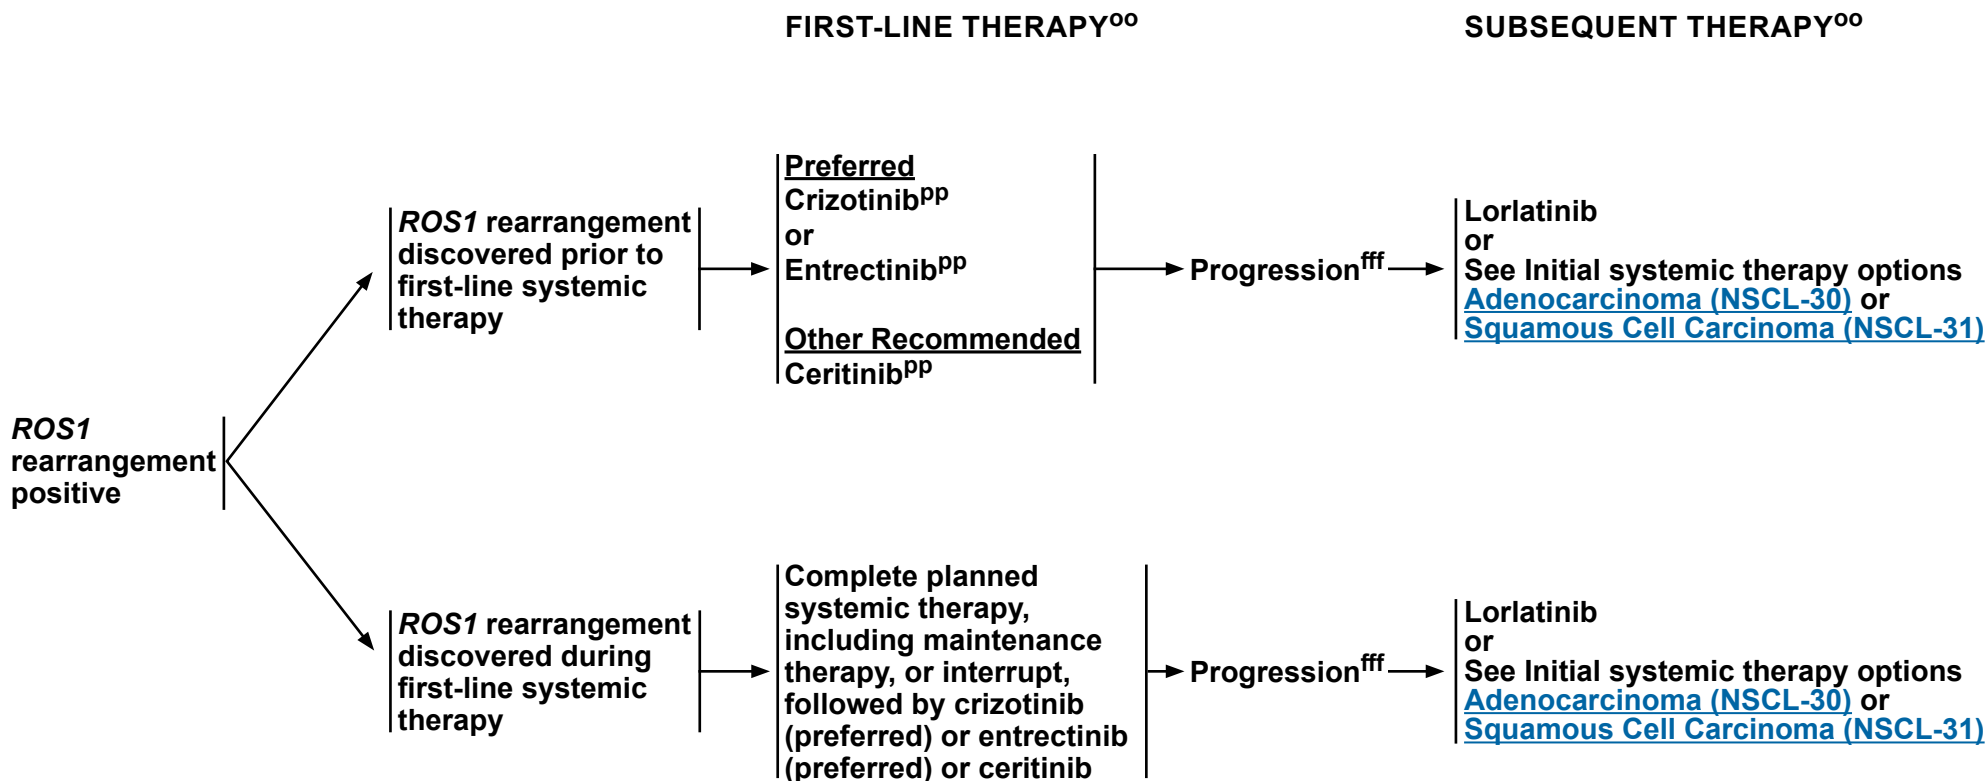 FIRST-LINE THERAPYoo
SUBSEQUENT THERAPYoo
ROS1
rearrangement
positive
ROS1 rearrangement
discovered prior to
first-line systemic
therapy
Preferred
Crizotinibpp
or
Entrectinibpp
Other Recommended
Ceritinibpp
Progressionfff
Lorlatinib
or
See Initial systemic therapy options
Adenocarcinoma (NSCL-30) or
Squamous Cell Carcinoma (NSCL-31)
ROS1 rearrangement
discovered during
first-line systemic
therapy
Complete planned
systemic therapy,
including maintenance
therapy, or interrupt,
followed by crizotinib
(preferred) or entrectinib
(preferred) or ceritinib
Progressionfff
Lorlatinib
or
See Initial systemic therapy options
Adenocarcinoma (NSCL-30) or
Squamous Cell Carcinoma (NSCL-31)